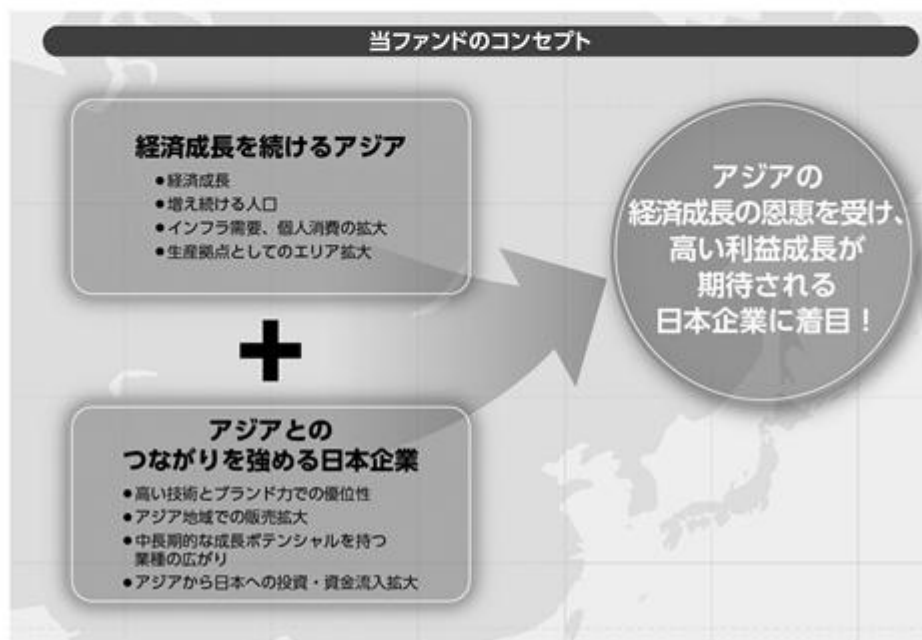 当ファンドのコンセプト
経済成長を続けるアジア
●経済成長
●増え続ける人口
●インフラ需要、個人消費の拡大
●生産拠点としてのエリア拡大
+
アジアとの
つながりを強める日本企業
●高い技術とブランド力での優位性
●アジア地域での販売拡大
●中長期的な成長ポテンシャルを持つ
業種の広がり
●アジアから日本への投資・資金流入拡大
アジアの
経済成長の恩恵を受け、
高い利益成長が
期待される
日本企業に着目！